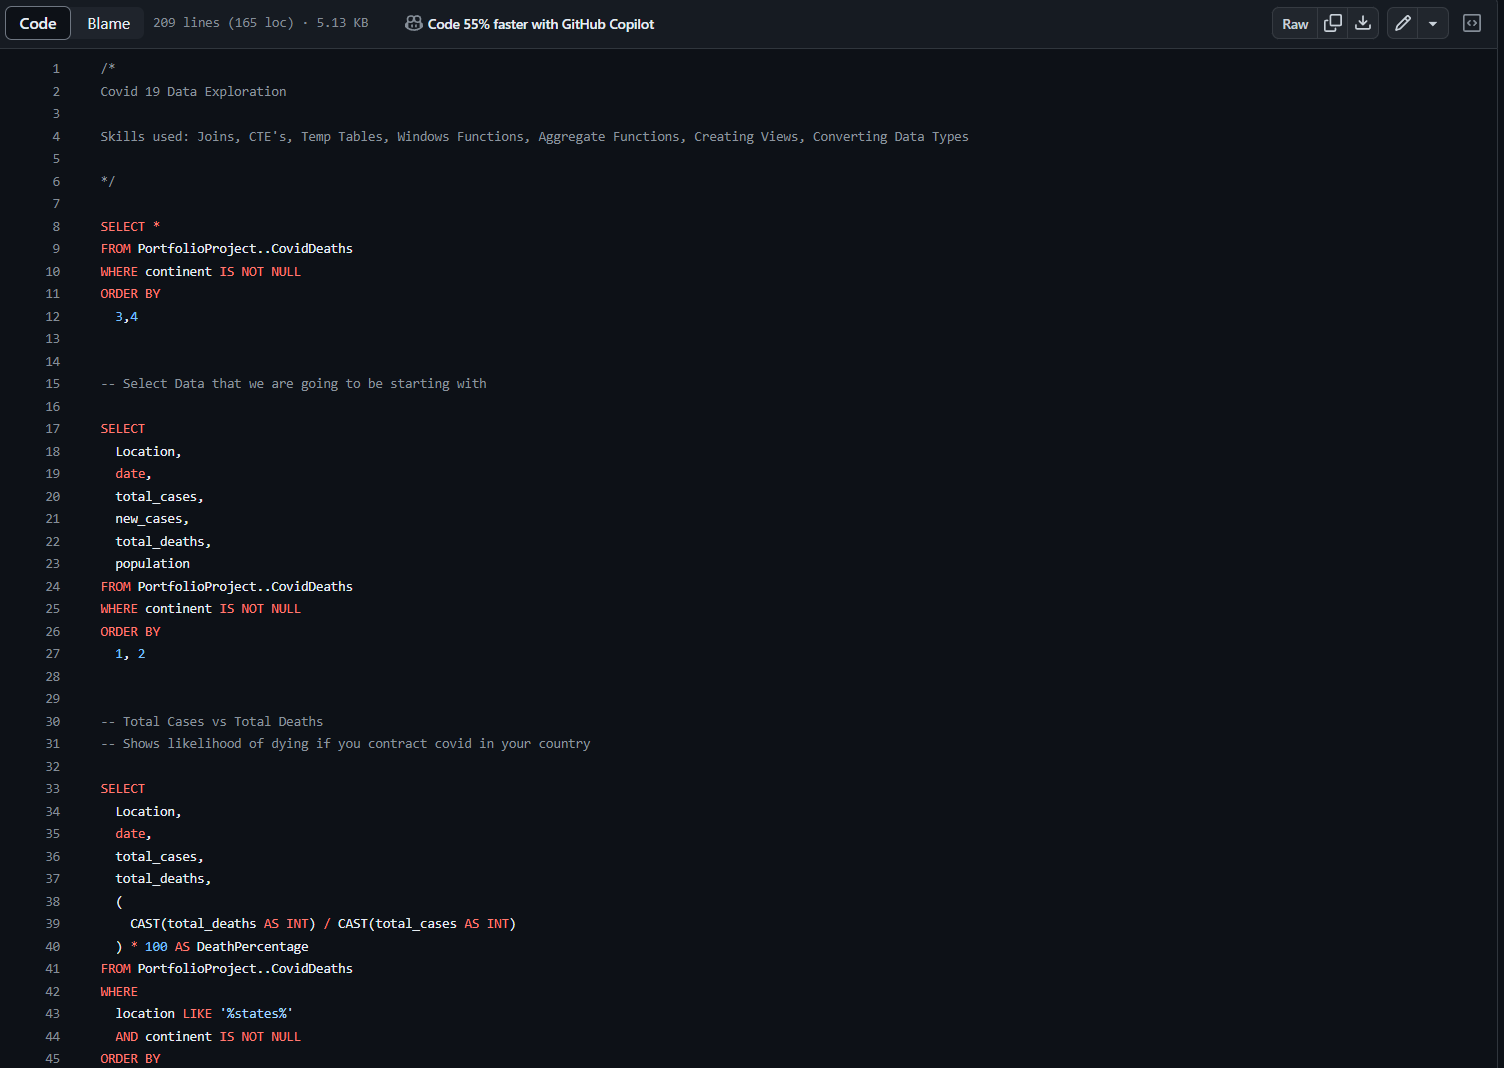 Code Blame 209 lines (165 loc) · 5.13 KB Code 55% faster with GitHub Copilot Raw
1 /*
2 Covid 19 Data Exploration
3
4 Skills used: Joins, CTE's, Temp Tables, Windows Functions, Aggregate Functions, Creating Views, Converting Data Types
5
6 */
7
8 SELECT *
9 FROM PortfolioProject..CovidDeaths
10 WHERE continent IS NOT NULL
11 ORDER BY
12 3,4
13
14
15 -- Select Data that we are going to be starting with
16
17 SELECT
18 Location,
19 date,
20 total_cases,
21 new_cases,
22 total_deaths,
23 population
24 FROM PortfolioProject..CovidDeaths
25 WHERE continent IS NOT NULL
26 ORDER BY
27 1, 2
28
29
30 -- Total Cases vs Total Deaths
31 -- Shows likelihood of dying if you contract covid in your country
32
33 SELECT
34 Location,
35 date,
36 total_cases,
37 total_deaths,
38 (
39 CAST(total_deaths AS INT) / CAST(total_cases AS INT)
40 ) * 100 AS DeathPercentage
41 FROM PortfolioProject..CovidDeaths
42 WHERE
43 location LIKE '%states%'
44 AND continent IS NOT NULL
45 ORDER BY